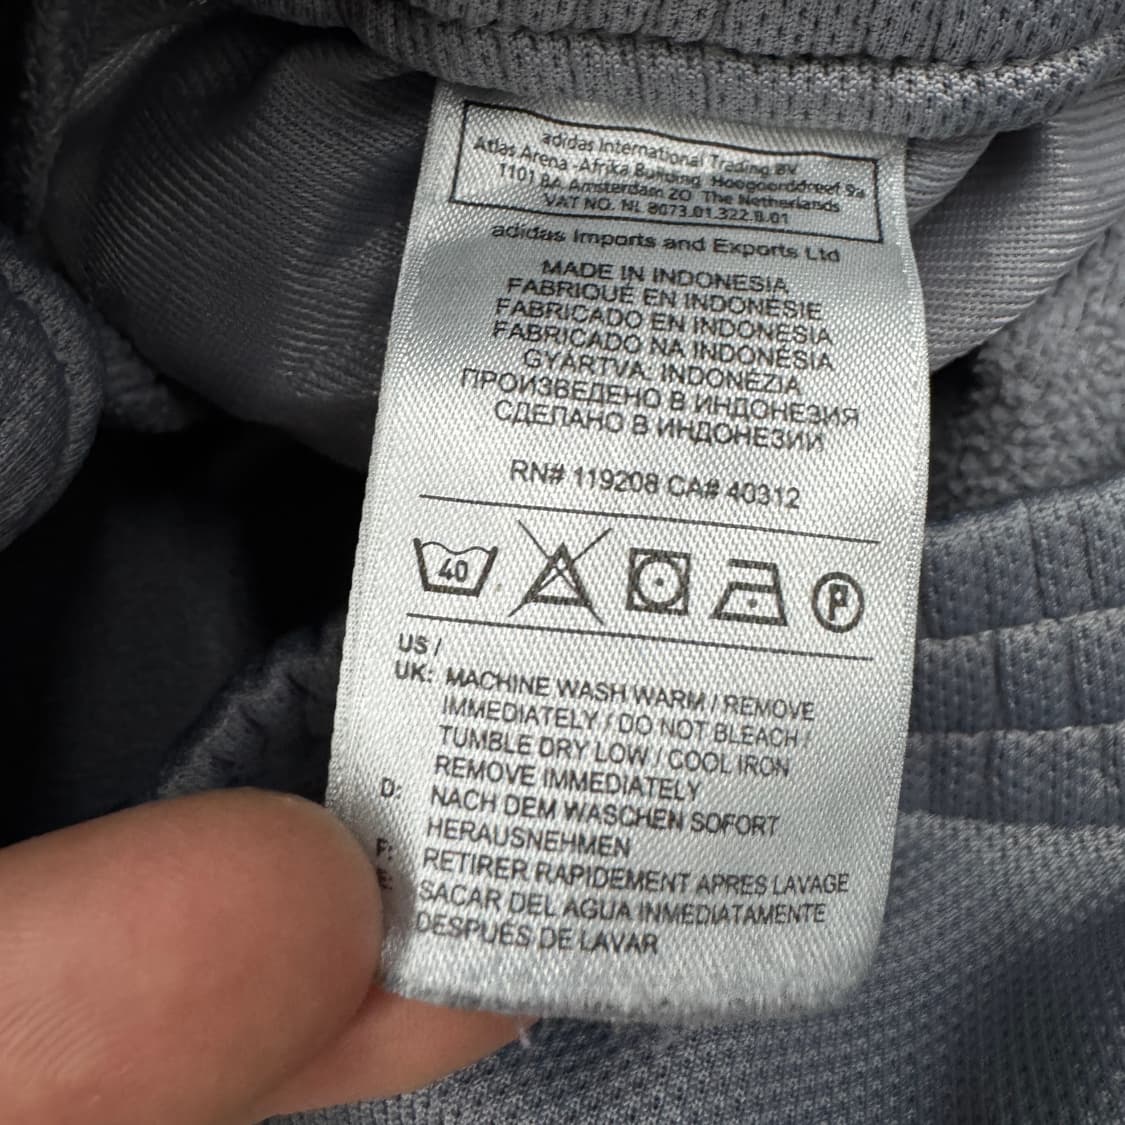 adidas International Trading BV
Atlas Arena -Afrika Building Hoogoorddreef 9a
1101 BA Amsterdam ZO The Netherlands
VAT NO. NL 8073.01.322.B.01
adidas Imports and Exports Ltd
MADE IN INDONESIA
FABRIQUÉ EN INDONESIE
FABRICADO EN INDONESIA
FABRICADO NA INDONÉSIA
GYÁRTVA. INDONÉZIA
ПРОИЗВЕДЕНО В ИНДОНЕЗИЯ
СДЕЛАНО В ИНДОНЕЗИИ
RN# 119208 CA# 40312
40 P
US /
UK: MACHINE WASH WARM / REMOVE
IMMEDIATELY / DO NOT BLEACH /
TUMBLE DRY LOW / COOL IRON
REMOVE IMMEDIATELY
D: NACH DEM WASCHEN SOFORT
HERAUSNEHMEN
F: RETIRER RAPIDEMENT APRES LAVAGE
E: SACAR DEL AGUA INMEDIATAMENTE
DESPUES DE LAVAR